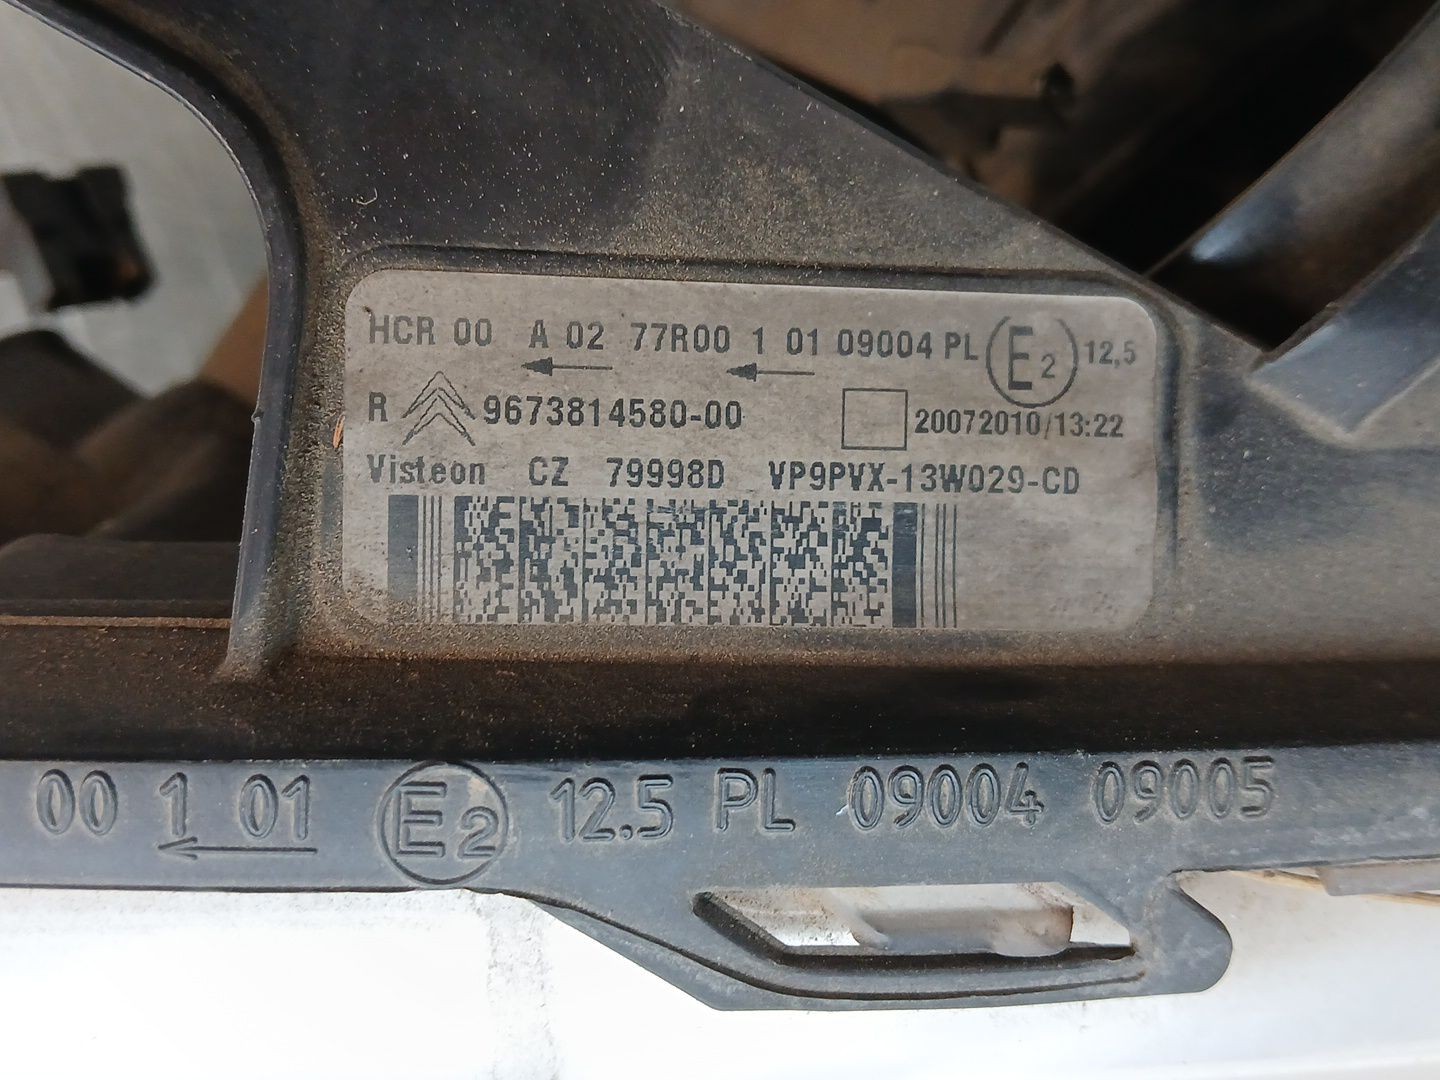 HCR 00 A 02 77R00 1 01 09004 PL E2 12,5
R 9673814580-00 20072010/13:22
Visteon CZ 79998D VP9PVX-13W029-CD
00 1 01 E2 12.5 PL 09004 09005